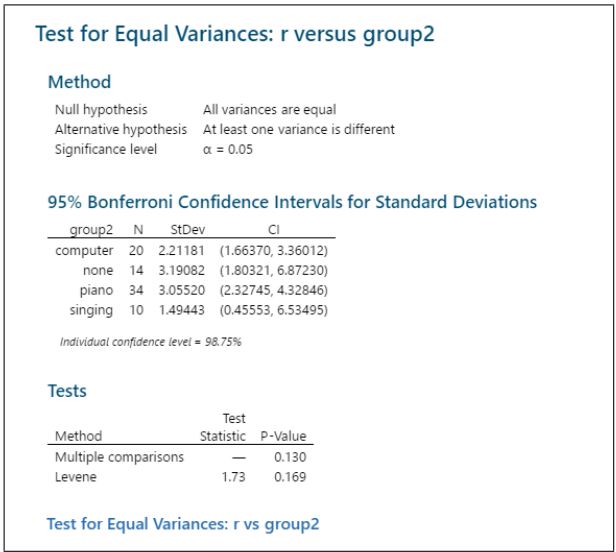 Test for Equal Variances: r versus group2
Method
Null hypothesis All variances are equal
Alternative hypothesis At least one variance is different
Significance level α = 0.05
95% Bonferroni Confidence Intervals for Standard Deviations
group2 N StDev CI
computer 20 2.21181 (1.66370, 3.36012)
none 14 3.19082 (1.80321, 6.87230)
piano 34 3.05520 (2.32745, 4.32846)
singing 10 1.49443 (0.45553, 6.53495)
Individual confidence level = 98.75%
Tests
Test
Method Statistic P-Value
Multiple comparisons — 0.130
Levene 1.73 0.169
Test for Equal Variances: r vs group2